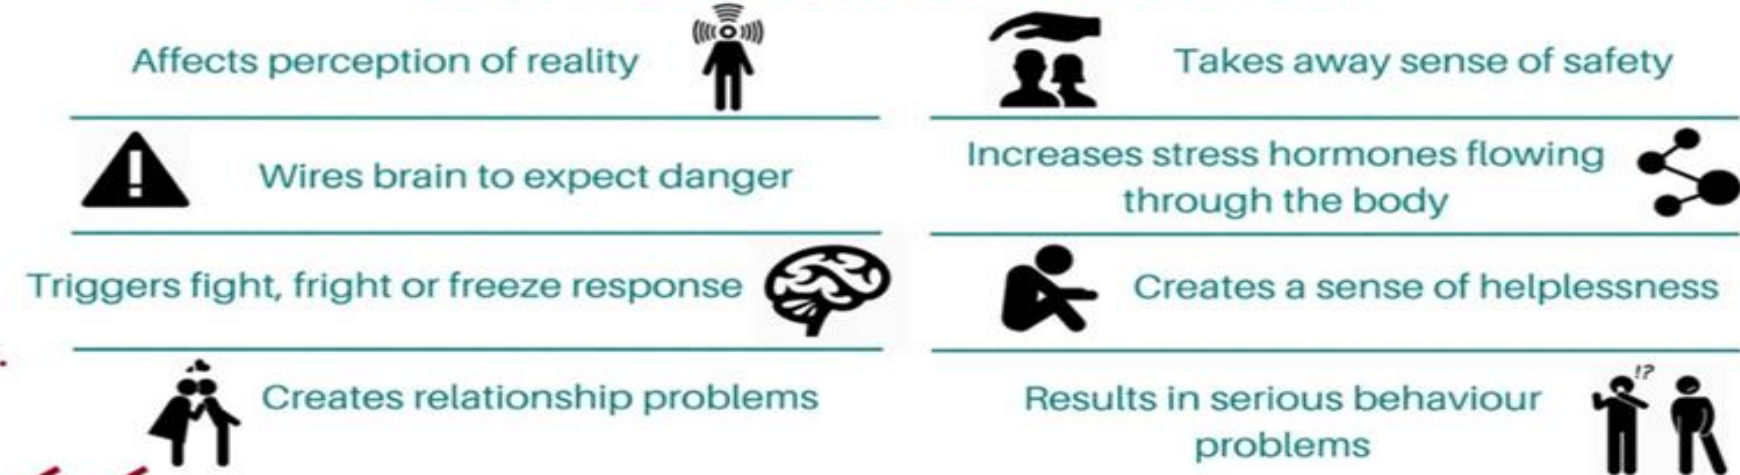 Affects perception of reality
Takes away sense of safety
Wires brain to expect danger
Increases stress hormones flowing
through the body
Triggers fight, fright or freeze response
Creates a sense of helplessness
Creates relationship problems
!?
Results in serious behaviour
problems